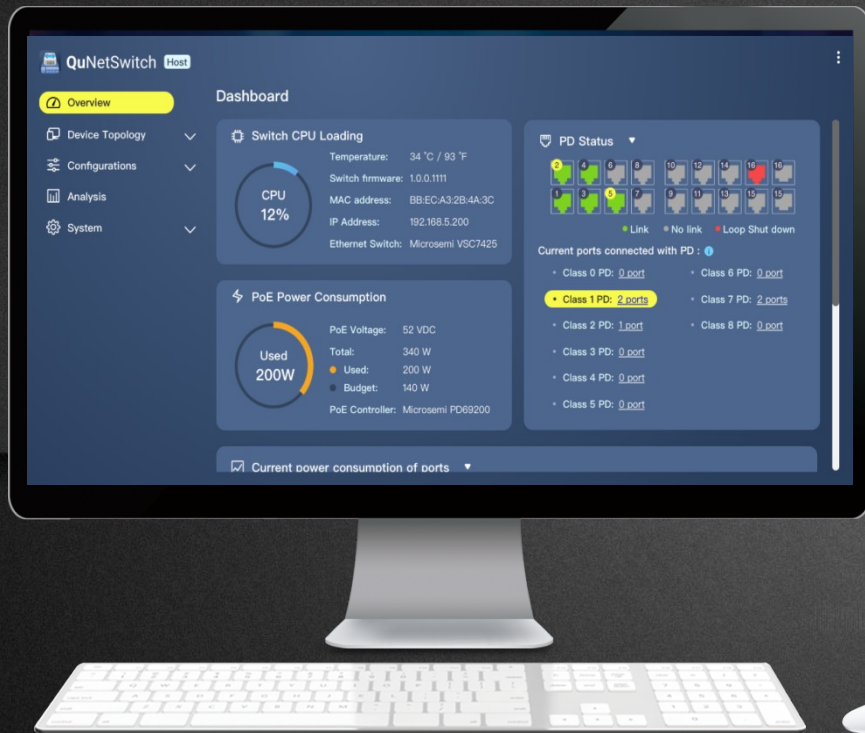 QuNetSwitch Host
Overview
Device Topology
Configurations
Analysis
System
Dashboard
Switch CPU Loading
CPU
12%
Temperature: 34 °C / 93 °F
Switch firmware: 1.0.0.1111
MAC address: BB:EC:A3:2B:4A:3C
IP Address: 192.168.5.200
Ethernet Switch: Microsemi VSC7425
PoE Power Consumption
Used
200W
PoE Voltage: 52 VDC
Total: 340 W
Used: 200 W
Budget: 140 W
PoE Controller: Microsemi PD69200
PD Status
2 4 6 8 10 12 14 16 16
1 3 5 7 9 11 13 15 15
Link No link Loop Shut down
Current ports connected with PD :
Class 0 PD: 0 port Class 6 PD: 0 port
Class 1 PD: 2 ports Class 7 PD: 2 ports
Class 2 PD: 1 port Class 8 PD: 0 port
Class 3 PD: 0 port
Class 4 PD: 0 port
Class 5 PD: 0 port
Current power consumption of ports